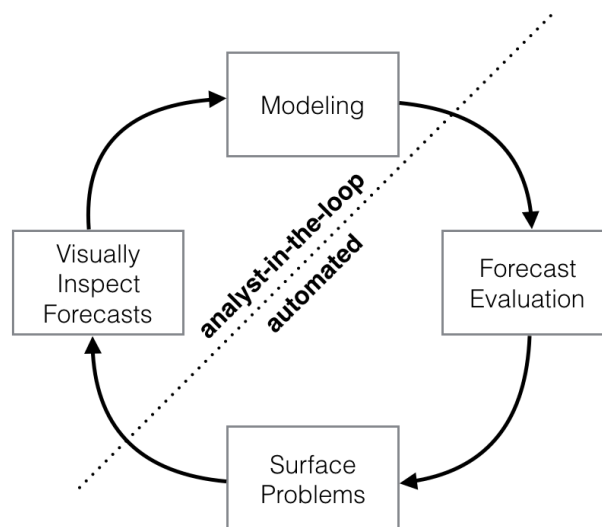 Modeling
analyst-in-the-loop
automated
Visually
Inspect
Forecasts
Forecast
Evaluation
Surface
Problems